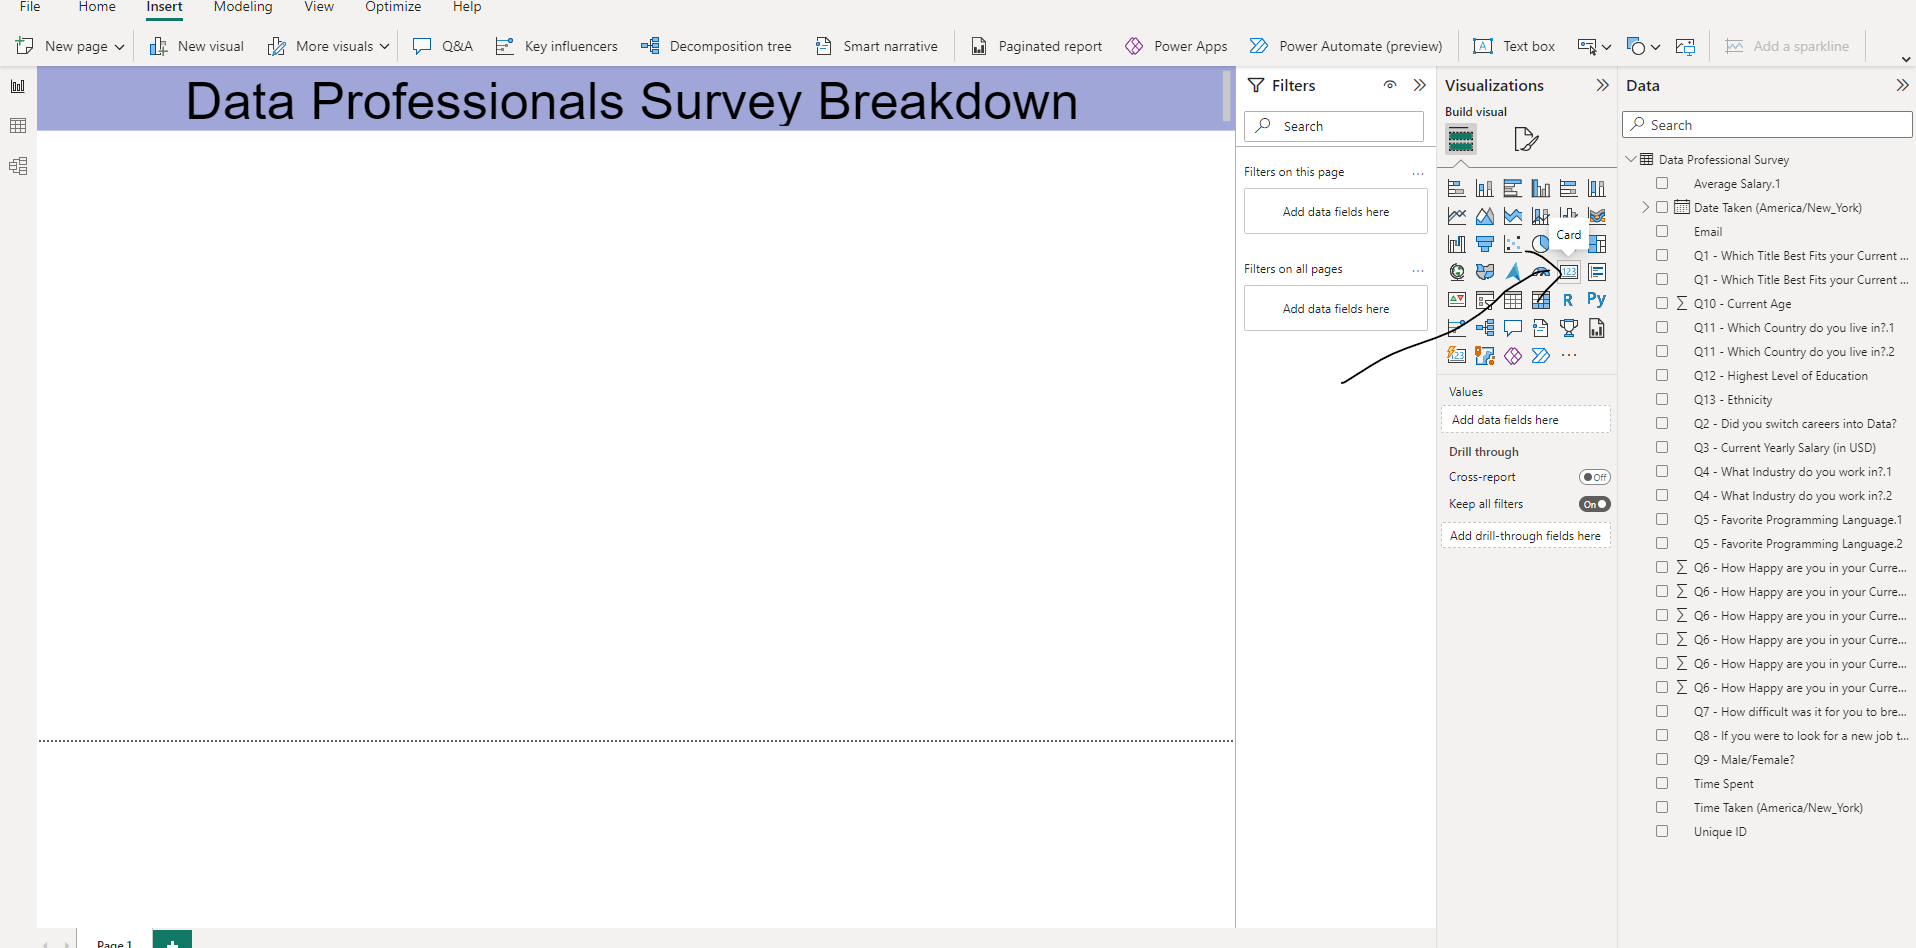 File Home Insert Modeling View Optimize Help
New page New visual More visuals Q&A Key influencers Decomposition tree Smart narrative Paginated report Power Apps Power Automate (preview) Text box Add a sparkline
Data Professionals Survey Breakdown
Page 1
Filters
Search
Filters on this page ...
Add data fields here
Filters on all pages ...
Add data fields here
Visualizations
Build visual
Card
123
R Py
123
...
Values
Add data fields here
Drill through
Cross-report Off
Keep all filters On
Add drill-through fields here
Data
Search
Data Professional Survey
Average Salary.1
Date Taken (America/New_York)
Email
Q1 - Which Title Best Fits your Current ...
Q1 - Which Title Best Fits your Current ...
∑ Q10 - Current Age
Q11 - Which Country do you live in?.1
Q11 - Which Country do you live in?.2
Q12 - Highest Level of Education
Q13 - Ethnicity
Q2 - Did you switch careers into Data?
Q3 - Current Yearly Salary (in USD)
Q4 - What Industry do you work in?.1
Q4 - What Industry do you work in?.2
Q5 - Favorite Programming Language.1
Q5 - Favorite Programming Language.2
∑ Q6 - How Happy are you in your Curre...
∑ Q6 - How Happy are you in your Curre...
∑ Q6 - How Happy are you in your Curre...
∑ Q6 - How Happy are you in your Curre...
∑ Q6 - How Happy are you in your Curre...
∑ Q6 - How Happy are you in your Curre...
Q7 - How difficult was it for you to bre...
Q8 - If you were to look for a new job t...
Q9 - Male/Female?
Time Spent
Time Taken (America/New_York)
Unique ID